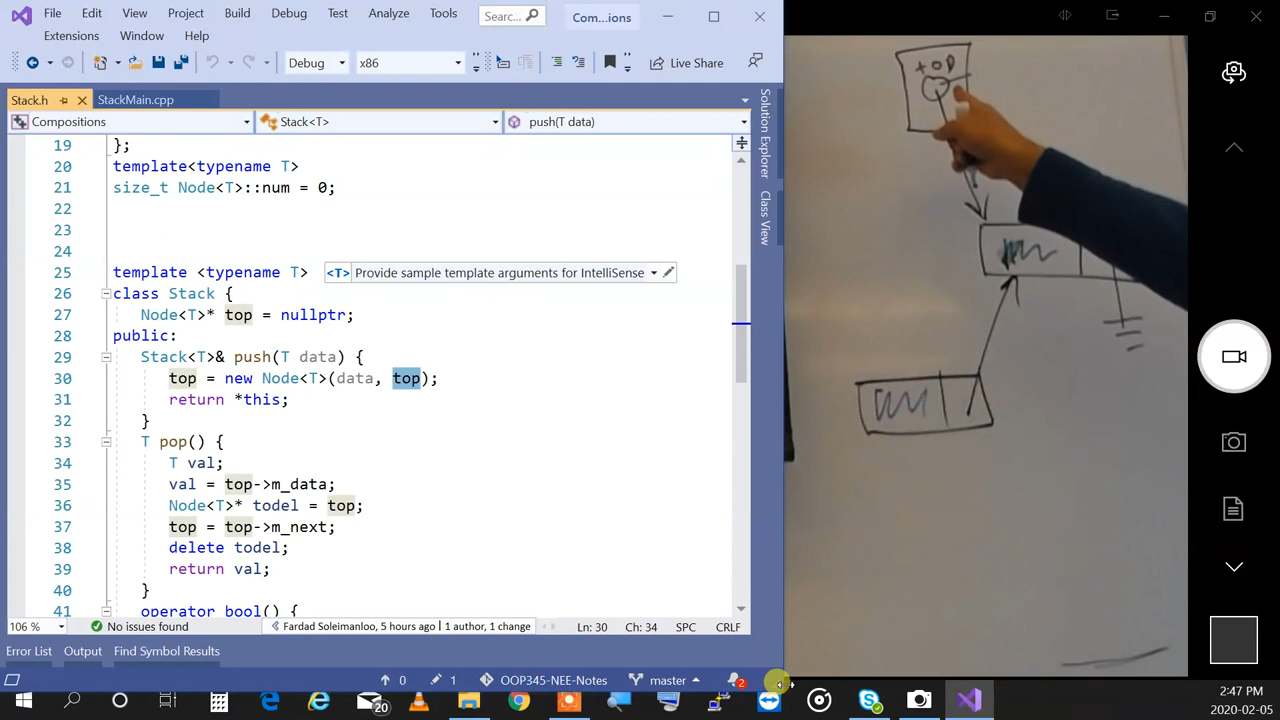 File Edit View Project Build Debug Test Analyze Tools
Searc... Com...ions
Extensions Window Help
Debug x86 Live Share
Stack.h StackMain.cpp
Compositions Stack<T> push(T data)
19 };
20 template<typename T>
21 size_t Node<T>::num = 0;
22
23
24
25 template <typename T> <T> Provide sample template arguments for IntelliSense
26 class Stack {
27 Node<T>* top = nullptr;
28 public:
29 Stack<T>& push(T data) {
30 top = new Node<T>(data, top);
31 return *this;
32 }
33 T pop() {
34 T val;
35 val = top->m_data;
36 Node<T>* todel = top;
37 top = top->m_next;
38 delete todel;
39 return val;
40 }
41 operator bool() {
106 % No issues found Fardad Soleimanloo, 5 hours ago | 1 author, 1 change Ln: 30 Ch: 34 SPC CRLF
Error List Output Find Symbol Results
0 1 OOP345-NEE-Notes master 2
Solution Explorer
Class View
top
20
2:47 PM
2020-02-05